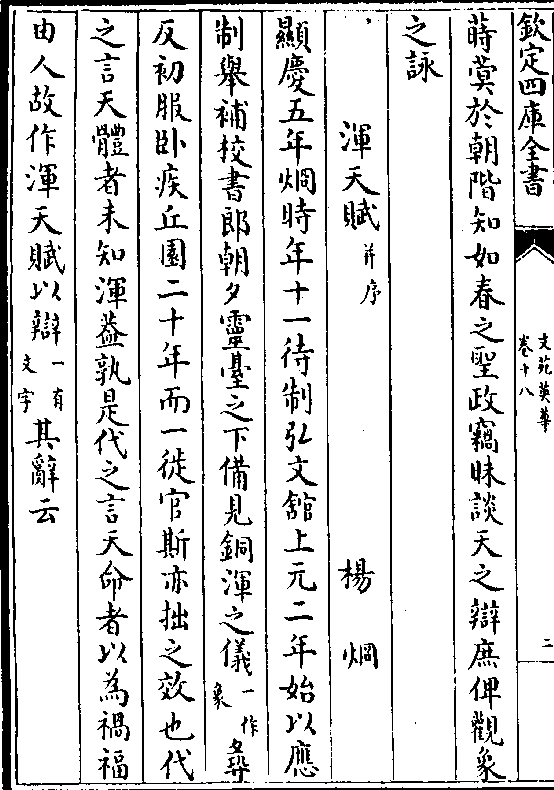 欽定四庫全書
文苑英華
卷十八
二
蒔蓂於朝階知如春之聖政竊昧談天之辯庶俾觀象
之詠
渾天賦并序
楊烱
顯慶五年烱時年十一待制弘文舘上元二年始以應
制舉補校書郎朝夕靈臺之下備見銅渾之儀一作象尋
反初服卧疾丘園二十年而一徙官斯亦拙之效也代
之言天體者未知渾葢孰是代之言天命者以為禍福
由人故作渾天賦以辯一有文字其辭云